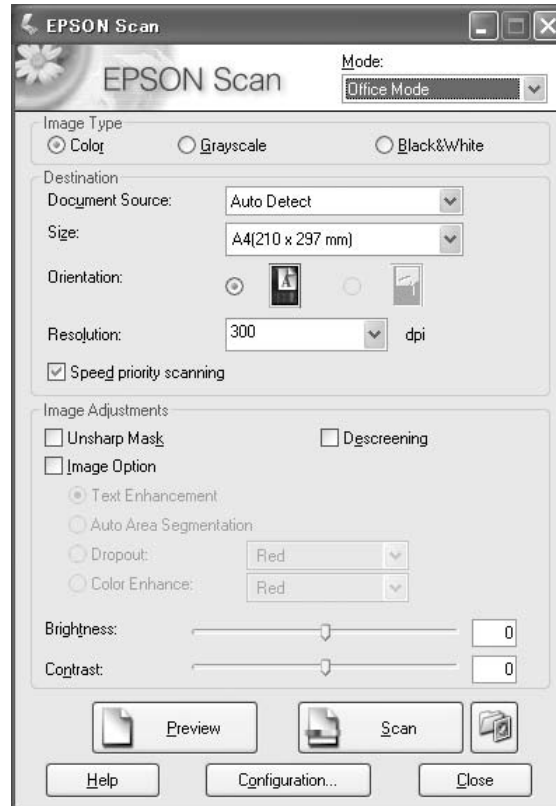 EPSON Scan
EPSON Scan
Mode:
Office Mode
Image Type
Color Grayscale Black&White
Destination
Document Source: Auto Detect
Size: A4(210 x 297 mm)
Orientation: A
Resolution: 300 dpi
Speed priority scanning
Image Adjustments
Unsharp Mask Descreening
Image Option
Text Enhancement
Auto Area Segmentation
Dropout: Red
Color Enhance: Red
Brightness: 0
Contrast: 0
Preview Scan
Help Configuration... Close